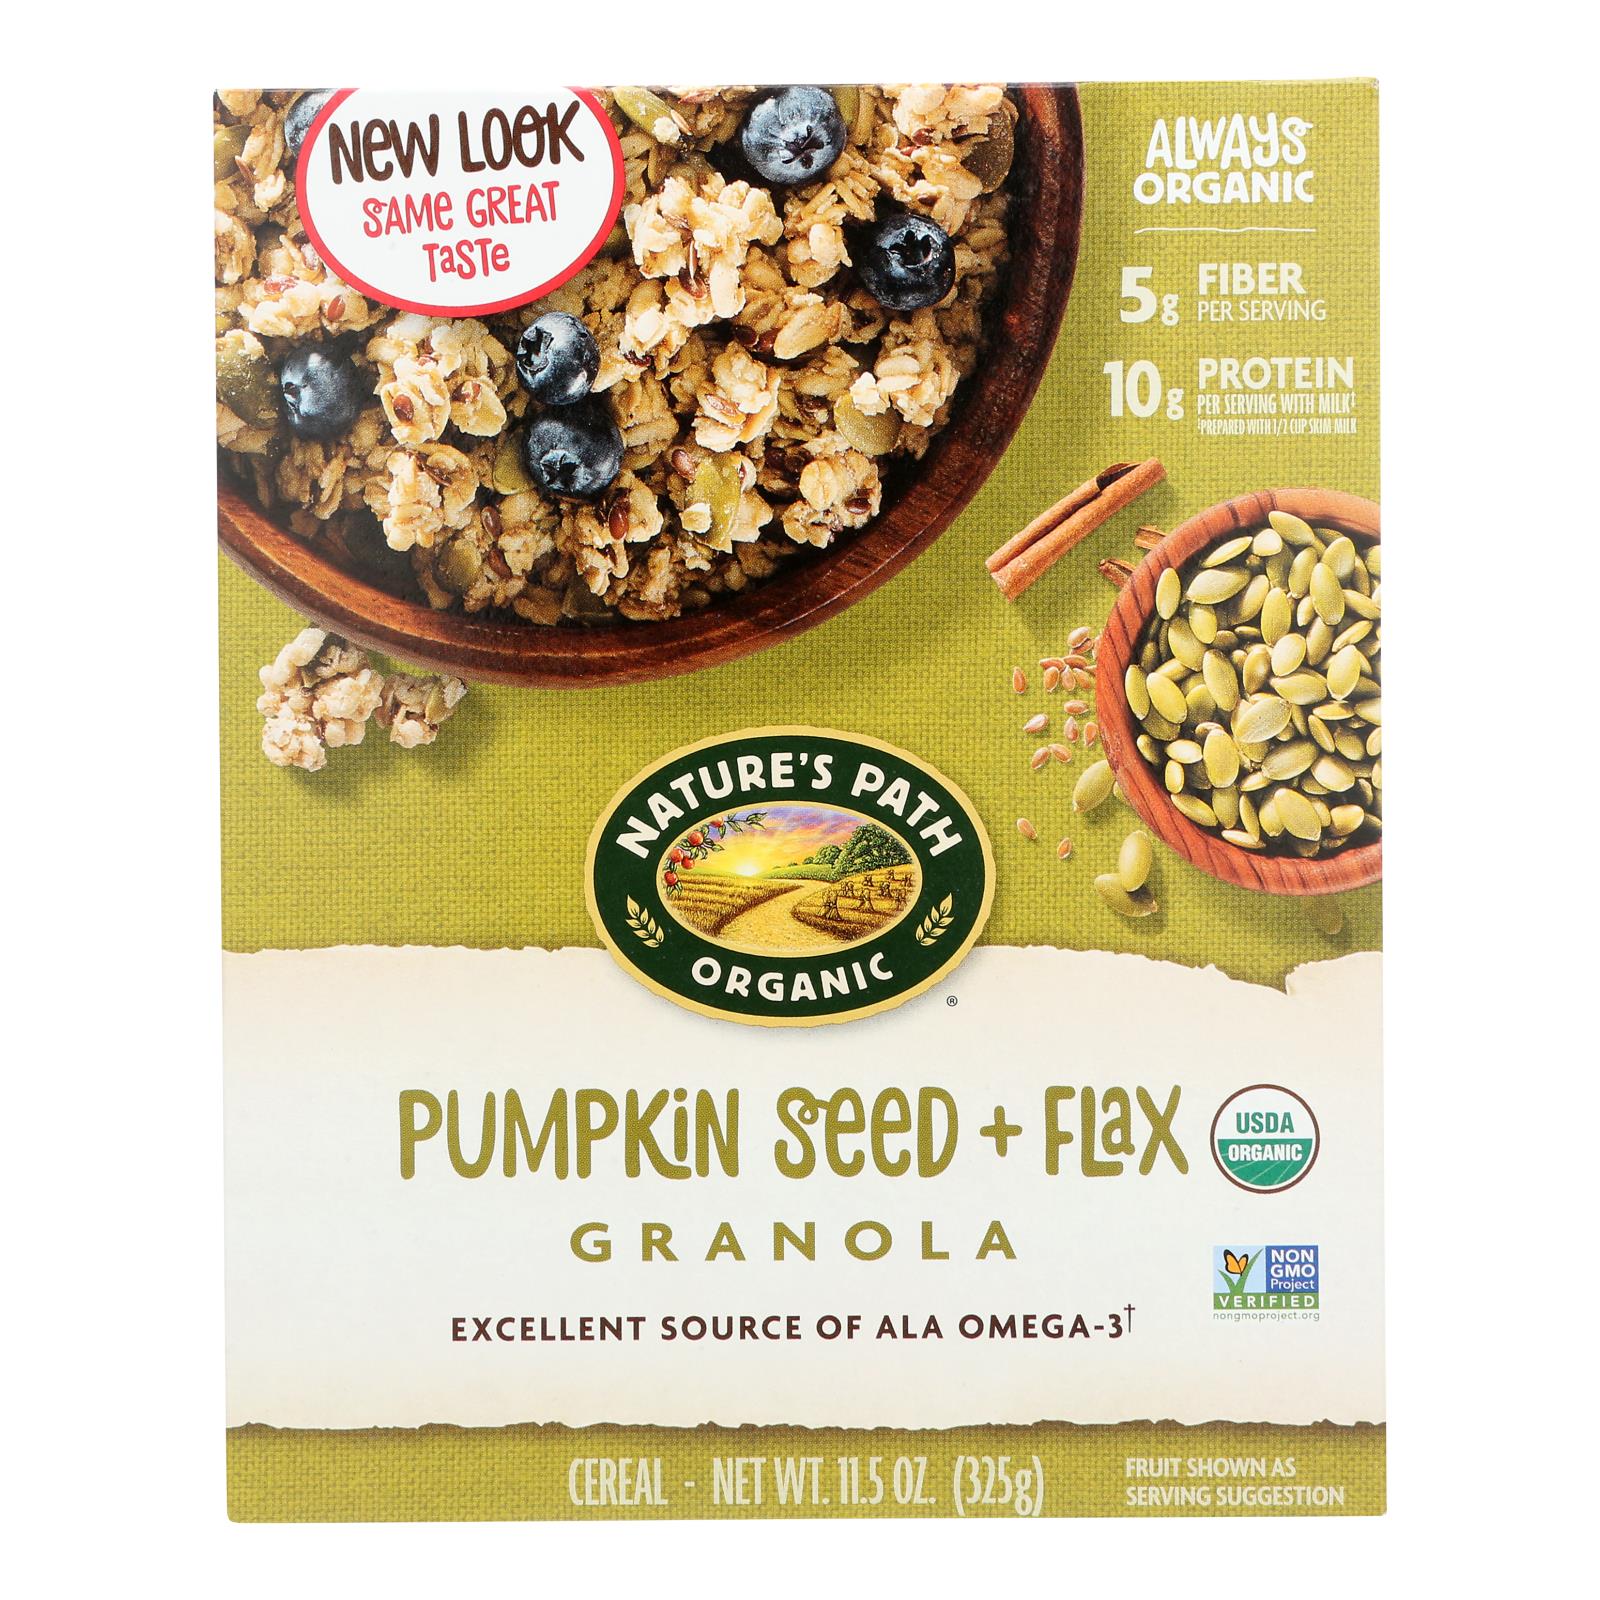 NEW LOOK
SAME GREAT
TaSTe
ALWAYS
ORGANIC
5g FIBER
PER SERVING
10g PROTEIN
PER SERVING WITH MILK‡
‡PREPARED WITH 1/2 CUP SKIM MILK
NATURE'S PATH
ORGANIC
®
PUMPKiN SeeD + FLaX
GRANOLA
EXCELLENT SOURCE OF ALA OMEGA-3†
USDA
ORGANIC
NON
GMO
Project
VERIFIED
nongmoproject.org
CEREAL - NET WT. 11.5 OZ. (325g)
FRUIT SHOWN AS
SERVING SUGGESTION